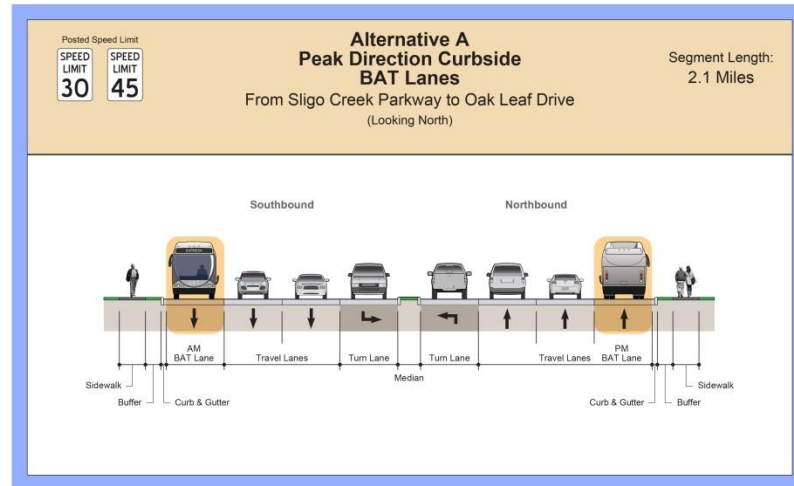 Posted Speed Limit
SPEED
LIMIT
30
SPEED
LIMIT
45
Alternative A
Peak Direction Curbside
BAT Lanes
From Sligo Creek Parkway to Oak Leaf Drive
(Looking North)
Segment Length:
2.1 Miles
Southbound
Northbound
EXPRESS
AM
BAT Lane
Travel Lanes
Turn Lane
Median
Turn Lane
Travel Lanes
PM
BAT Lane
Sidewalk
Buffer
Curb & Gutter
Curb & Gutter
Buffer
Sidewalk